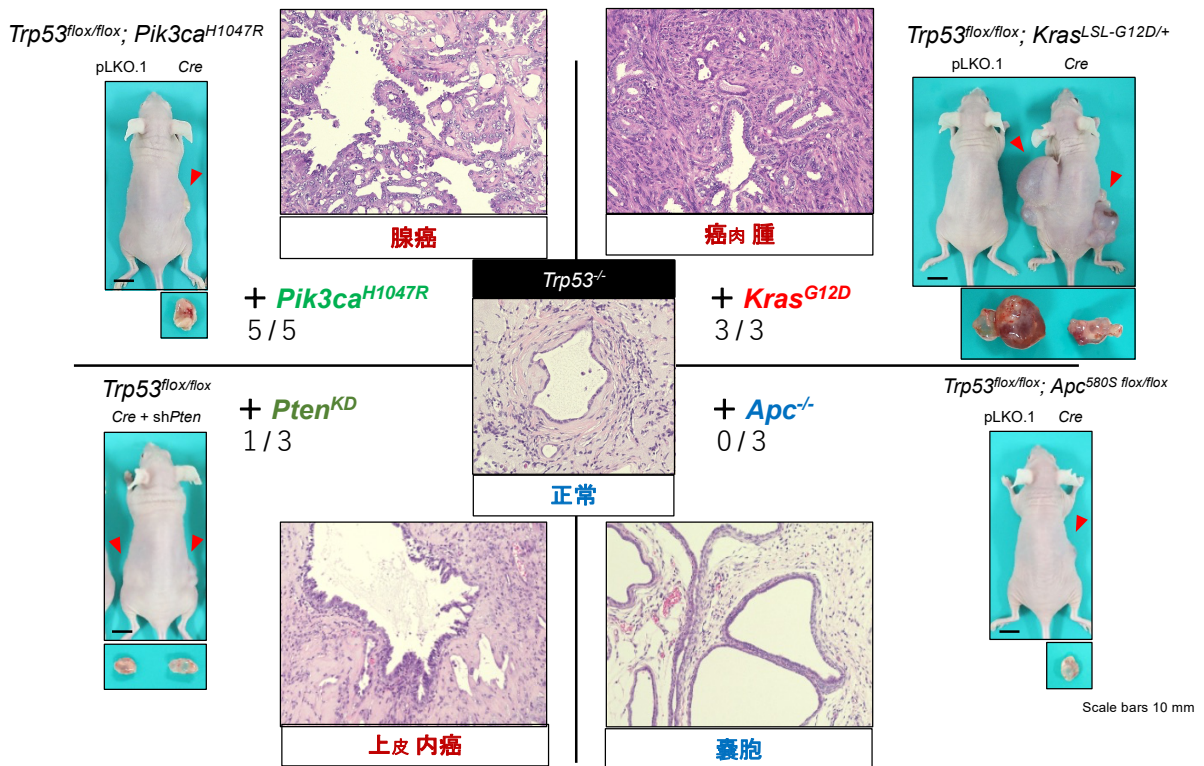 Trp53flox/flox; Pik3caH1047R
pLKO.1 Cre
腺癌
+ Pik3caH1047R
5 / 5
Trp53flox/flox; KrasLSL-G12D/+
pLKO.1 Cre
癌肉 腫
+ KrasG12D
3 / 3
Trp53-/-
正常
Trp53flox/flox
Cre + shPten
+ PtenKD
1 / 3
上皮 内癌
+ Apc-/-
0 / 3
Trp53flox/flox; Apc580S flox/flox
pLKO.1 Cre
嚢胞
Scale bars 10 mm